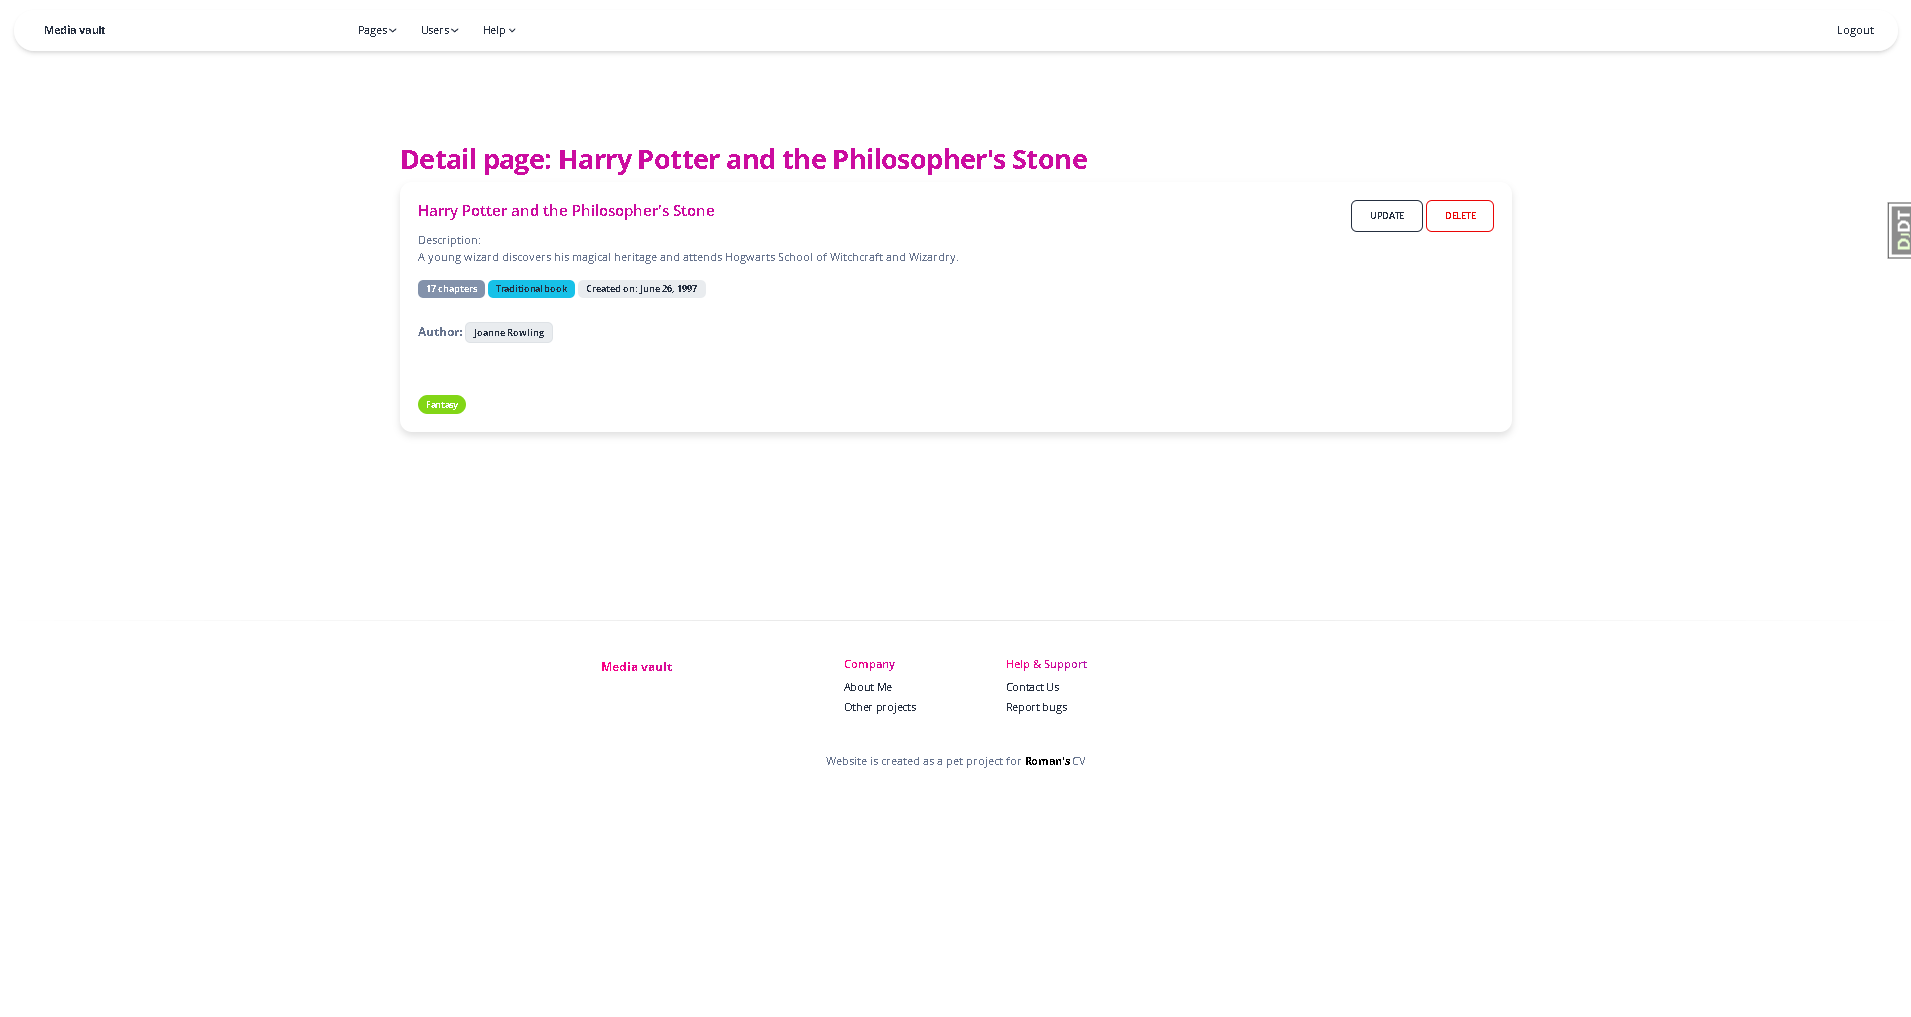 Media vault Pages Users Help Logout
Detail page: Harry Potter and the Philosopher's Stone
Harry Potter and the Philosopher's Stone
UPDATE DELETE
DJDT
Description:
A young wizard discovers his magical heritage and attends Hogwarts School of Witchcraft and Wizardry.
17 chapters Traditional book Created on: June 26, 1997
Author: Joanne Rowling
Fantasy
Media vault
Company
About Me
Other projects
Help & Support
Contact Us
Report bugs
Website is created as a pet project for Roman's CV